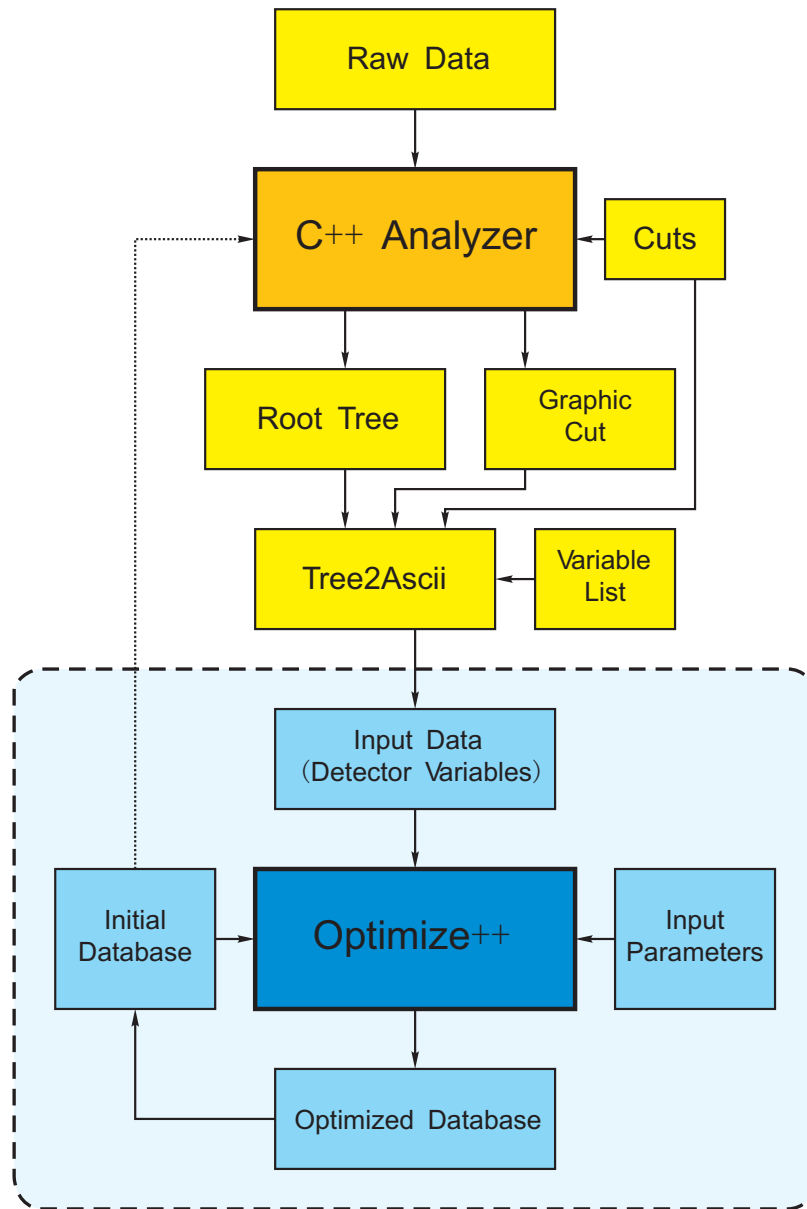 Raw Data
C++ Analyzer
Cuts
Root Tree
Graphic
Cut
Tree2Ascii
Variable
List
Input Data
(Detector Variables)
Initial
Database
Optimize++
Input
Parameters
Optimized Database